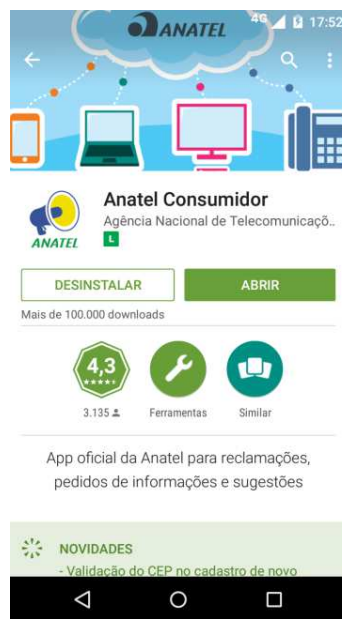 ANATEL
4G 17:52
Anatel Consumidor
Agência Nacional de Telecomunicaçõ..
ANATEL
L
DESINSTALAR
ABRIR
Mais de 100.000 downloads
4,3
3.135
Ferramentas
Similar
App oficial da Anatel para reclamações,
pedidos de informações e sugestões
NOVIDADES
- Validação do CEP no cadastro de novo